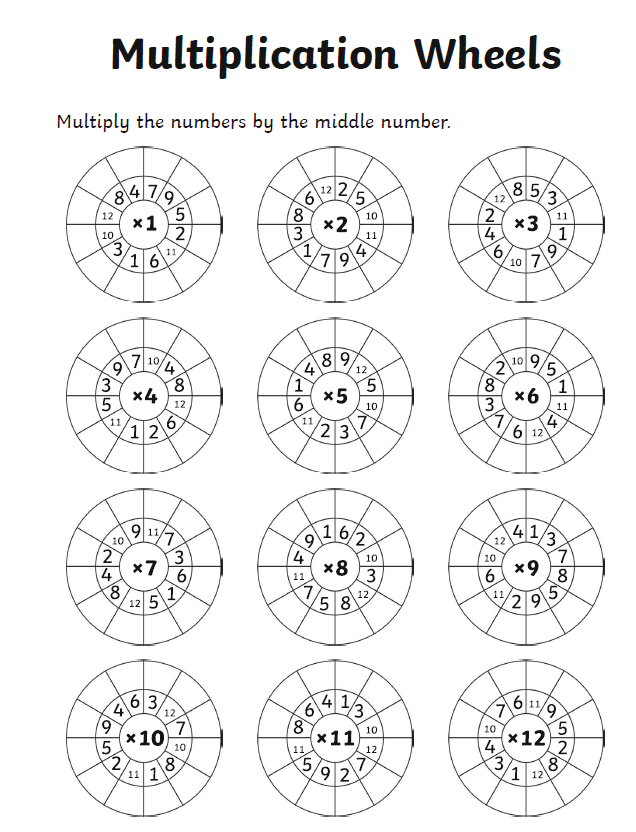 Multiplication Wheels
Multiply the numbers by the middle number.
×1
7 9 5 2 11 6 1 3 10 12 8 4
×2
2 5 10 11 4 9 7 1 3 8 6 12
×3
5 3 11 1 9 7 10 6 4 2 12 8
×4
10 4 8 12 6 2 1 11 5 3 9 7
×5
9 12 5 10 7 3 2 11 6 1 4 8
×6
9 5 1 11 4 12 6 7 3 8 2 10
×7
11 7 3 6 1 5 12 8 4 2 10 9
×8
6 2 10 3 12 8 5 7 11 4 9 1
×9
1 3 7 8 5 9 2 11 6 10 12 4
×10
3 12 7 10 8 1 11 2 5 9 4 6
×11
1 3 10 12 7 2 9 5 11 8 6 4
×12
11 9 5 2 8 12 1 3 4 10 7 6